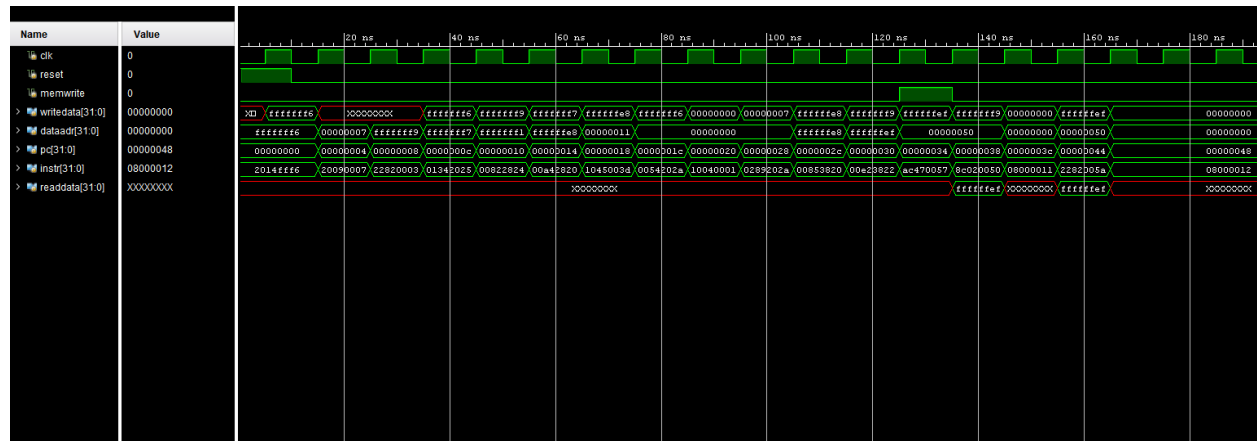 Name Value
20 ns 40 ns 60 ns 80 ns 100 ns 120 ns 140 ns 160 ns 180 ns
clk 0
reset 0
memwrite 0
writedata[31:0] 00000000 fffffff6 XXXXXXXX fffffff6 fffffff9 fffffff7 ffffffe8 fffffff6 00000000 00000007 ffffffe8 fffffff9 ffffffef fffffff9 00000000 ffffffef 00000000
dataadr[31:0] 00000000 fffffff6 00000007 fffffff9 fffffff7 fffffff1 ffffffe8 00000011 00000000 ffffffe8 ffffffef 00000050 00000000 00000050 00000000
pc[31:0] 00000048 00000000 00000004 00000008 0000000c 00000010 00000014 00000018 0000001c 00000020 00000028 0000002c 00000030 00000034 00000038 0000003c 00000044 00000048
instr[31:0] 08000012 2014fff6 20090007 22820003 01342025 00822824 00a42820 1045003d 0054202a 10040001 0289202a 00853820 00e23822 ac470057 8c020050 08000011 2282005a 08000012
readdata[31:0] XXXXXXXX XXXXXXXX ffffffef XXXXXXXX ffffffef XXXXXXXX